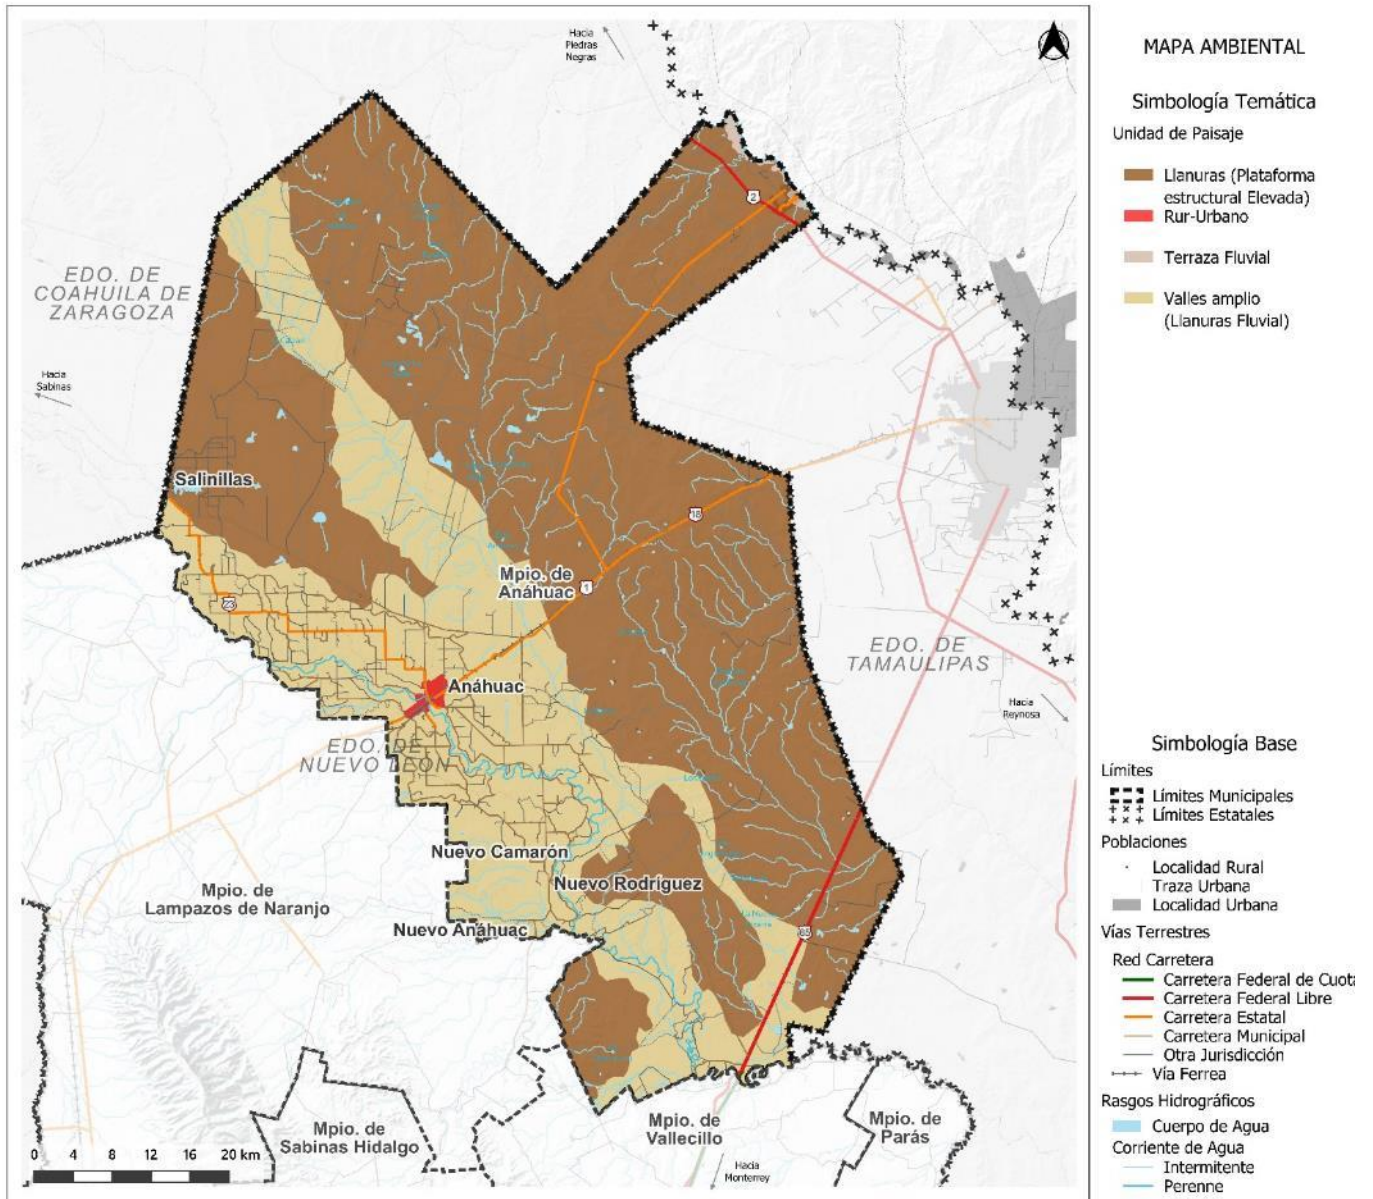 Hacia
Piedras
Negras
MAPA AMBIENTAL
Simbología Temática
Unidad de Paisaje
Llanuras (Plataforma
estructural Elevada)
Rur-Urbano
Terraza Fluvial
Valles amplio
(Llanuras Fluvial)
2
EDO. DE
COAHUILA DE
ZARAGOZA
Hacia
Sabinas
Salinillas
18
Mpio. de
Anáhuac
1
23
EDO. DE
TAMAULIPAS
Anáhuac
Hacia
Reynosa
EDO. DE
NUEVO LEÓN
Nuevo Camarón
Nuevo Rodríguez
Mpio. de
Lampazos de Naranjo
Nuevo Anáhuac
85
Mpio. de
Sabinas Hidalgo
Mpio. de
Vallecillo
Mpio. de
Parás
Hacia
Monterrey
0 4 8 12 16 20 km
Simbología Base
Límites
Límites Municipales
Límites Estatales
Poblaciones
Localidad Rural
Traza Urbana
Localidad Urbana
Vías Terrestres
Red Carretera
Carretera Federal de Cuot
Carretera Federal Libre
Carretera Estatal
Carretera Municipal
Otra Jurisdicción
Vía Ferrea
Rasgos Hidrográficos
Cuerpo de Agua
Corriente de Agua
Intermitente
Perenne